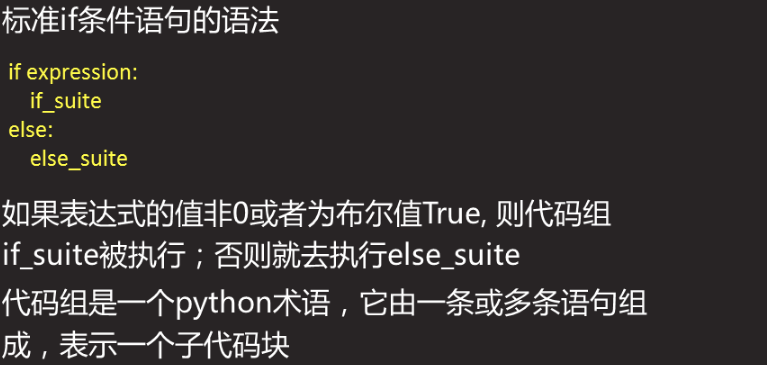 标准if条件语句的语法
if expression:
if_suite
else:
else_suite
如果表达式的值非0或者为布尔值True, 则代码组
if_suite被执行；否则就去执行else_suite
代码组是一个python术语，它由一条或多条语句组
成，表示一个子代码块